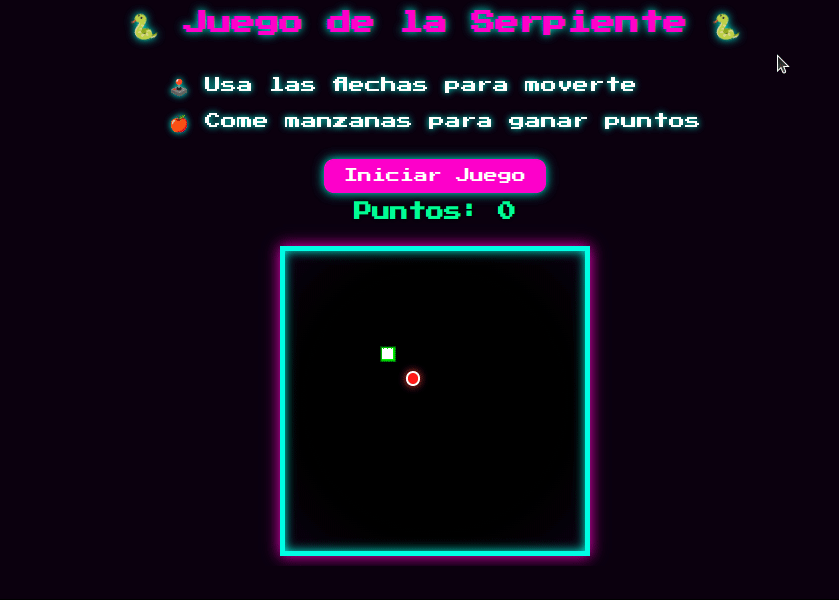 Juego de la Serpiente
Usa las flechas para moverte
Come manzanas para ganar puntos
Iniciar Juego
Puntos: 0